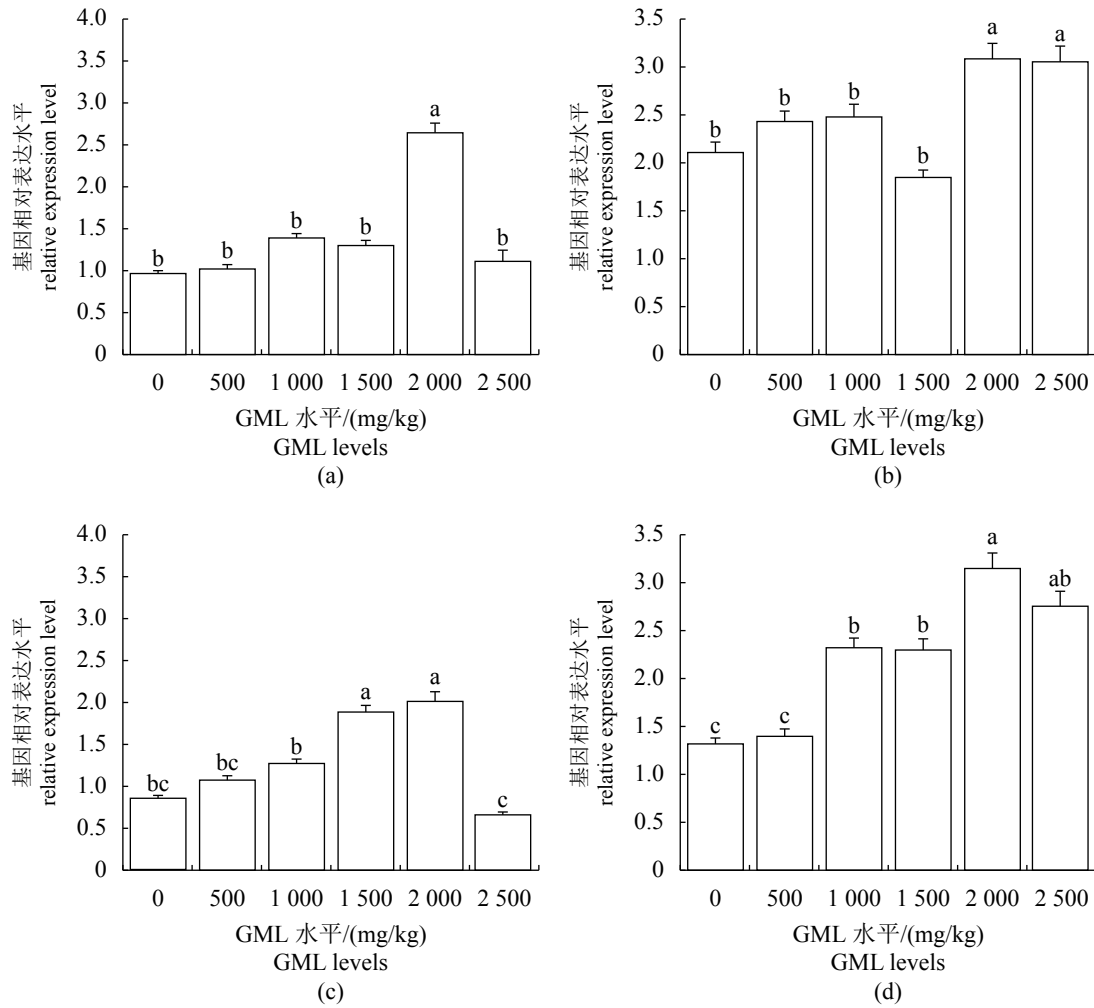 4.0
3.5
3.0
2.5
2.0
1.5
1.0
0.5
0
基因相对表达水平
relative expression level
b
b
b
b
a
b
0 500 1 000 1 500 2 000 2 500
GML 水平/(mg/kg)
GML levels
(a)
3.5
3.0
2.5
2.0
1.5
1.0
0.5
0
基因相对表达水平
relative expression level
b
b
b
b
a
a
0 500 1 000 1 500 2 000 2 500
GML 水平/(mg/kg)
GML levels
(b)
4.0
3.5
3.0
2.5
2.0
1.5
1.0
0.5
0
基因相对表达水平
relative expression level
bc
bc
b
a
a
c
0 500 1 000 1 500 2 000 2 500
GML 水平/(mg/kg)
GML levels
(c)
3.5
3.0
2.5
2.0
1.5
1.0
0.5
0
基因相对表达水平
relative expression level
c
c
b
b
a
ab
0 500 1 000 1 500 2 000 2 500
GML 水平/(mg/kg)
GML levels
(d)